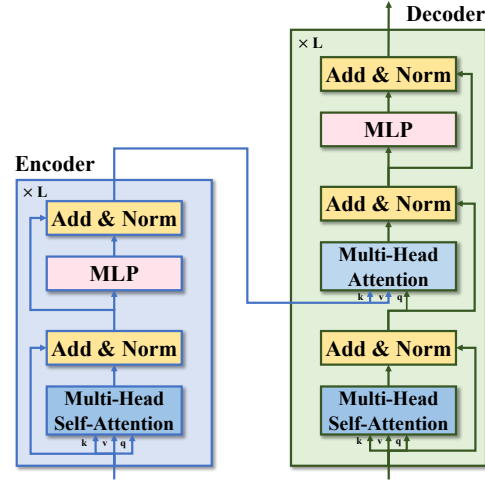 Encoder
× L
Add & Norm
MLP
Add & Norm
Multi-Head
Self-Attention
k v q
Decoder
× L
Add & Norm
MLP
Add & Norm
Multi-Head
Attention
k v q
Add & Norm
Multi-Head
Self-Attention
k v q